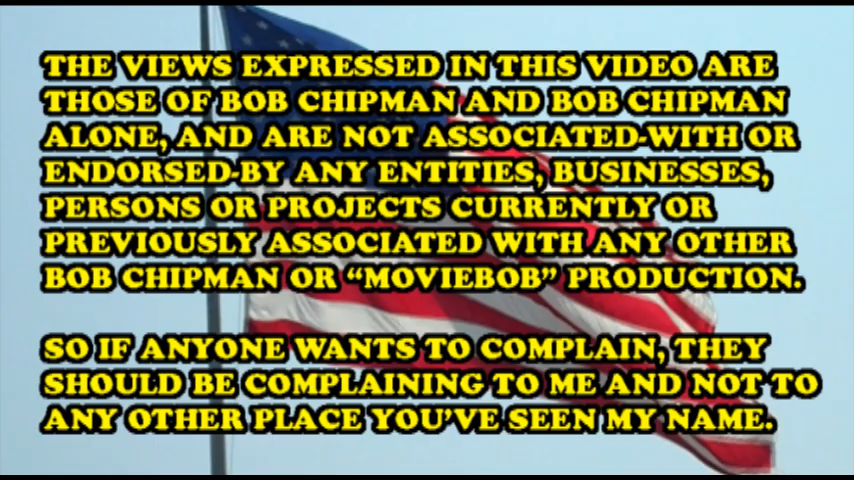 THE VIEWS EXPRESSED IN THIS VIDEO ARE
THOSE OF BOB CHIPMAN AND BOB CHIPMAN
ALONE, AND ARE NOT ASSOCIATED-WITH OR
ENDORSED-BY ANY ENTITIES, BUSINESSES,
PERSONS OR PROJECTS CURRENTLY OR
PREVIOUSLY ASSOCIATED WITH ANY OTHER
BOB CHIPMAN OR “MOVIEBOB” PRODUCTION.
SO IF ANYONE WANTS TO COMPLAIN, THEY
SHOULD BE COMPLAINING TO ME AND NOT TO
ANY OTHER PLACE YOU’VE SEEN MY NAME.